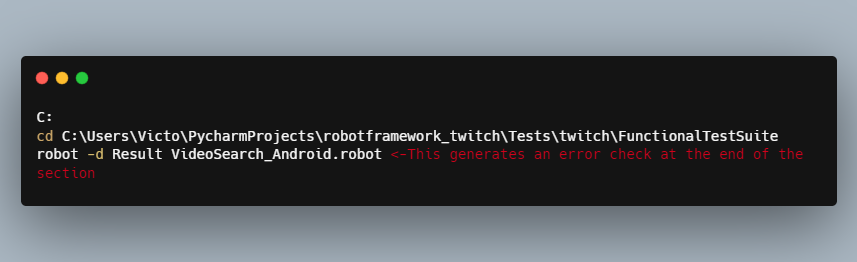 C:
cd C:\Users\Victo\PycharmProjects\robotframework_twitch\Tests\twitch\FunctionalTestSuite
robot -d Result VideoSearch_Android.robot <-This generates an error check at the end of the
section